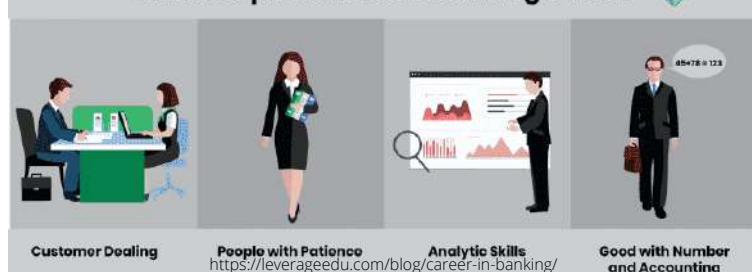 45+78 = 123
Customer Dealing
People with Patience
Analytic Skills
Good with Number
and Accounting
https://leverageedu.com/blog/career-in-banking/